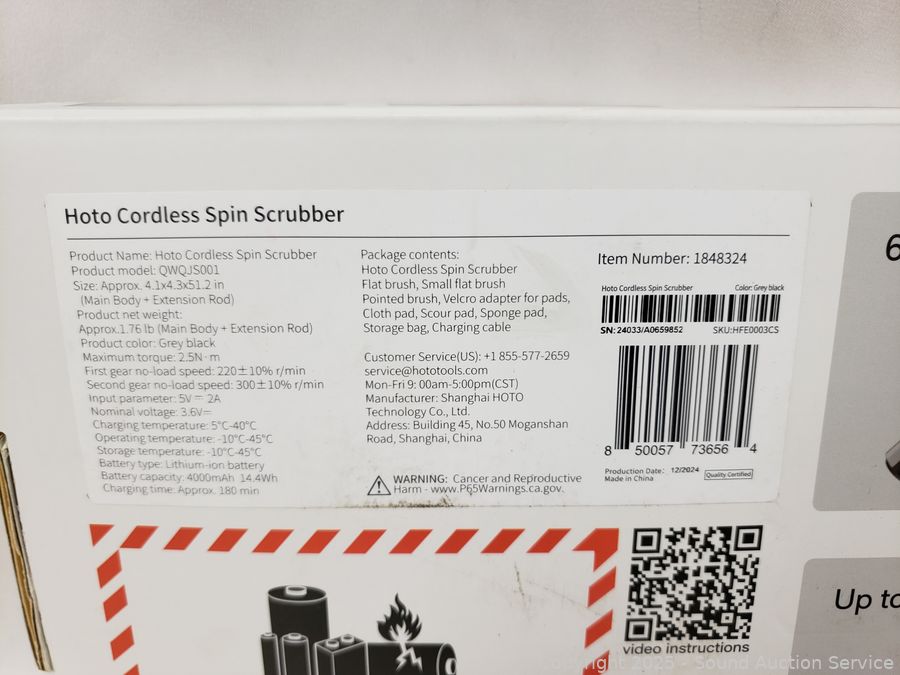 Hoto Cordless Spin Scrubber
Product Name: Hoto Cordless Spin Scrubber
Product model: QWQJS001
Size: Approx. 4.1x4.3x51.2 in
(Main Body + Extension Rod)
Product net weight:
Approx.1.76 lb (Main Body + Extension Rod)
Product color: Grey black
Maximum torque: 2.5N·m
First gear no-load speed: 220±10% r/min
Second gear no-load speed: 300±10% r/min
Input parameter: 5V⎓2A
Nominal voltage: 3.6V⎓
Charging temperature: 5°C-40°C
Operating temperature: -10°C-45°C
Storage temperature: -10°C-45°C
Battery type: Lithium-ion battery
Battery capacity: 4000mAh 14.4Wh
Charging time: Approx. 180 min
Package contents:
Hoto Cordless Spin Scrubber
Flat brush, Small flat brush
Pointed brush, Velcro adapter for pads,
Cloth pad, Scour pad, Sponge pad,
Storage bag, Charging cable
Customer Service(US): +1 855-577-2659
service@hototools.com
Mon-Fri 9: 00am-5:00pm(CST)
Manufacturer: Shanghai HOTO
Technology Co., Ltd.
Address: Building 45, No.50 Moganshan
Road, Shanghai, China
WARNING: Cancer and Reproductive
Harm - www.P65Warnings.ca.gov.
Item Number: 1848324
Hoto Cordless Spin Scrubber Color: Grey black
SN: 24033/A0659852 SKU:HFE0003CS
8 50057 73656 4
Production Date: 12/2024
Made in China
Quality Certified
6
Up to
video instructions
Copyright 2025 - Sound Auction Service